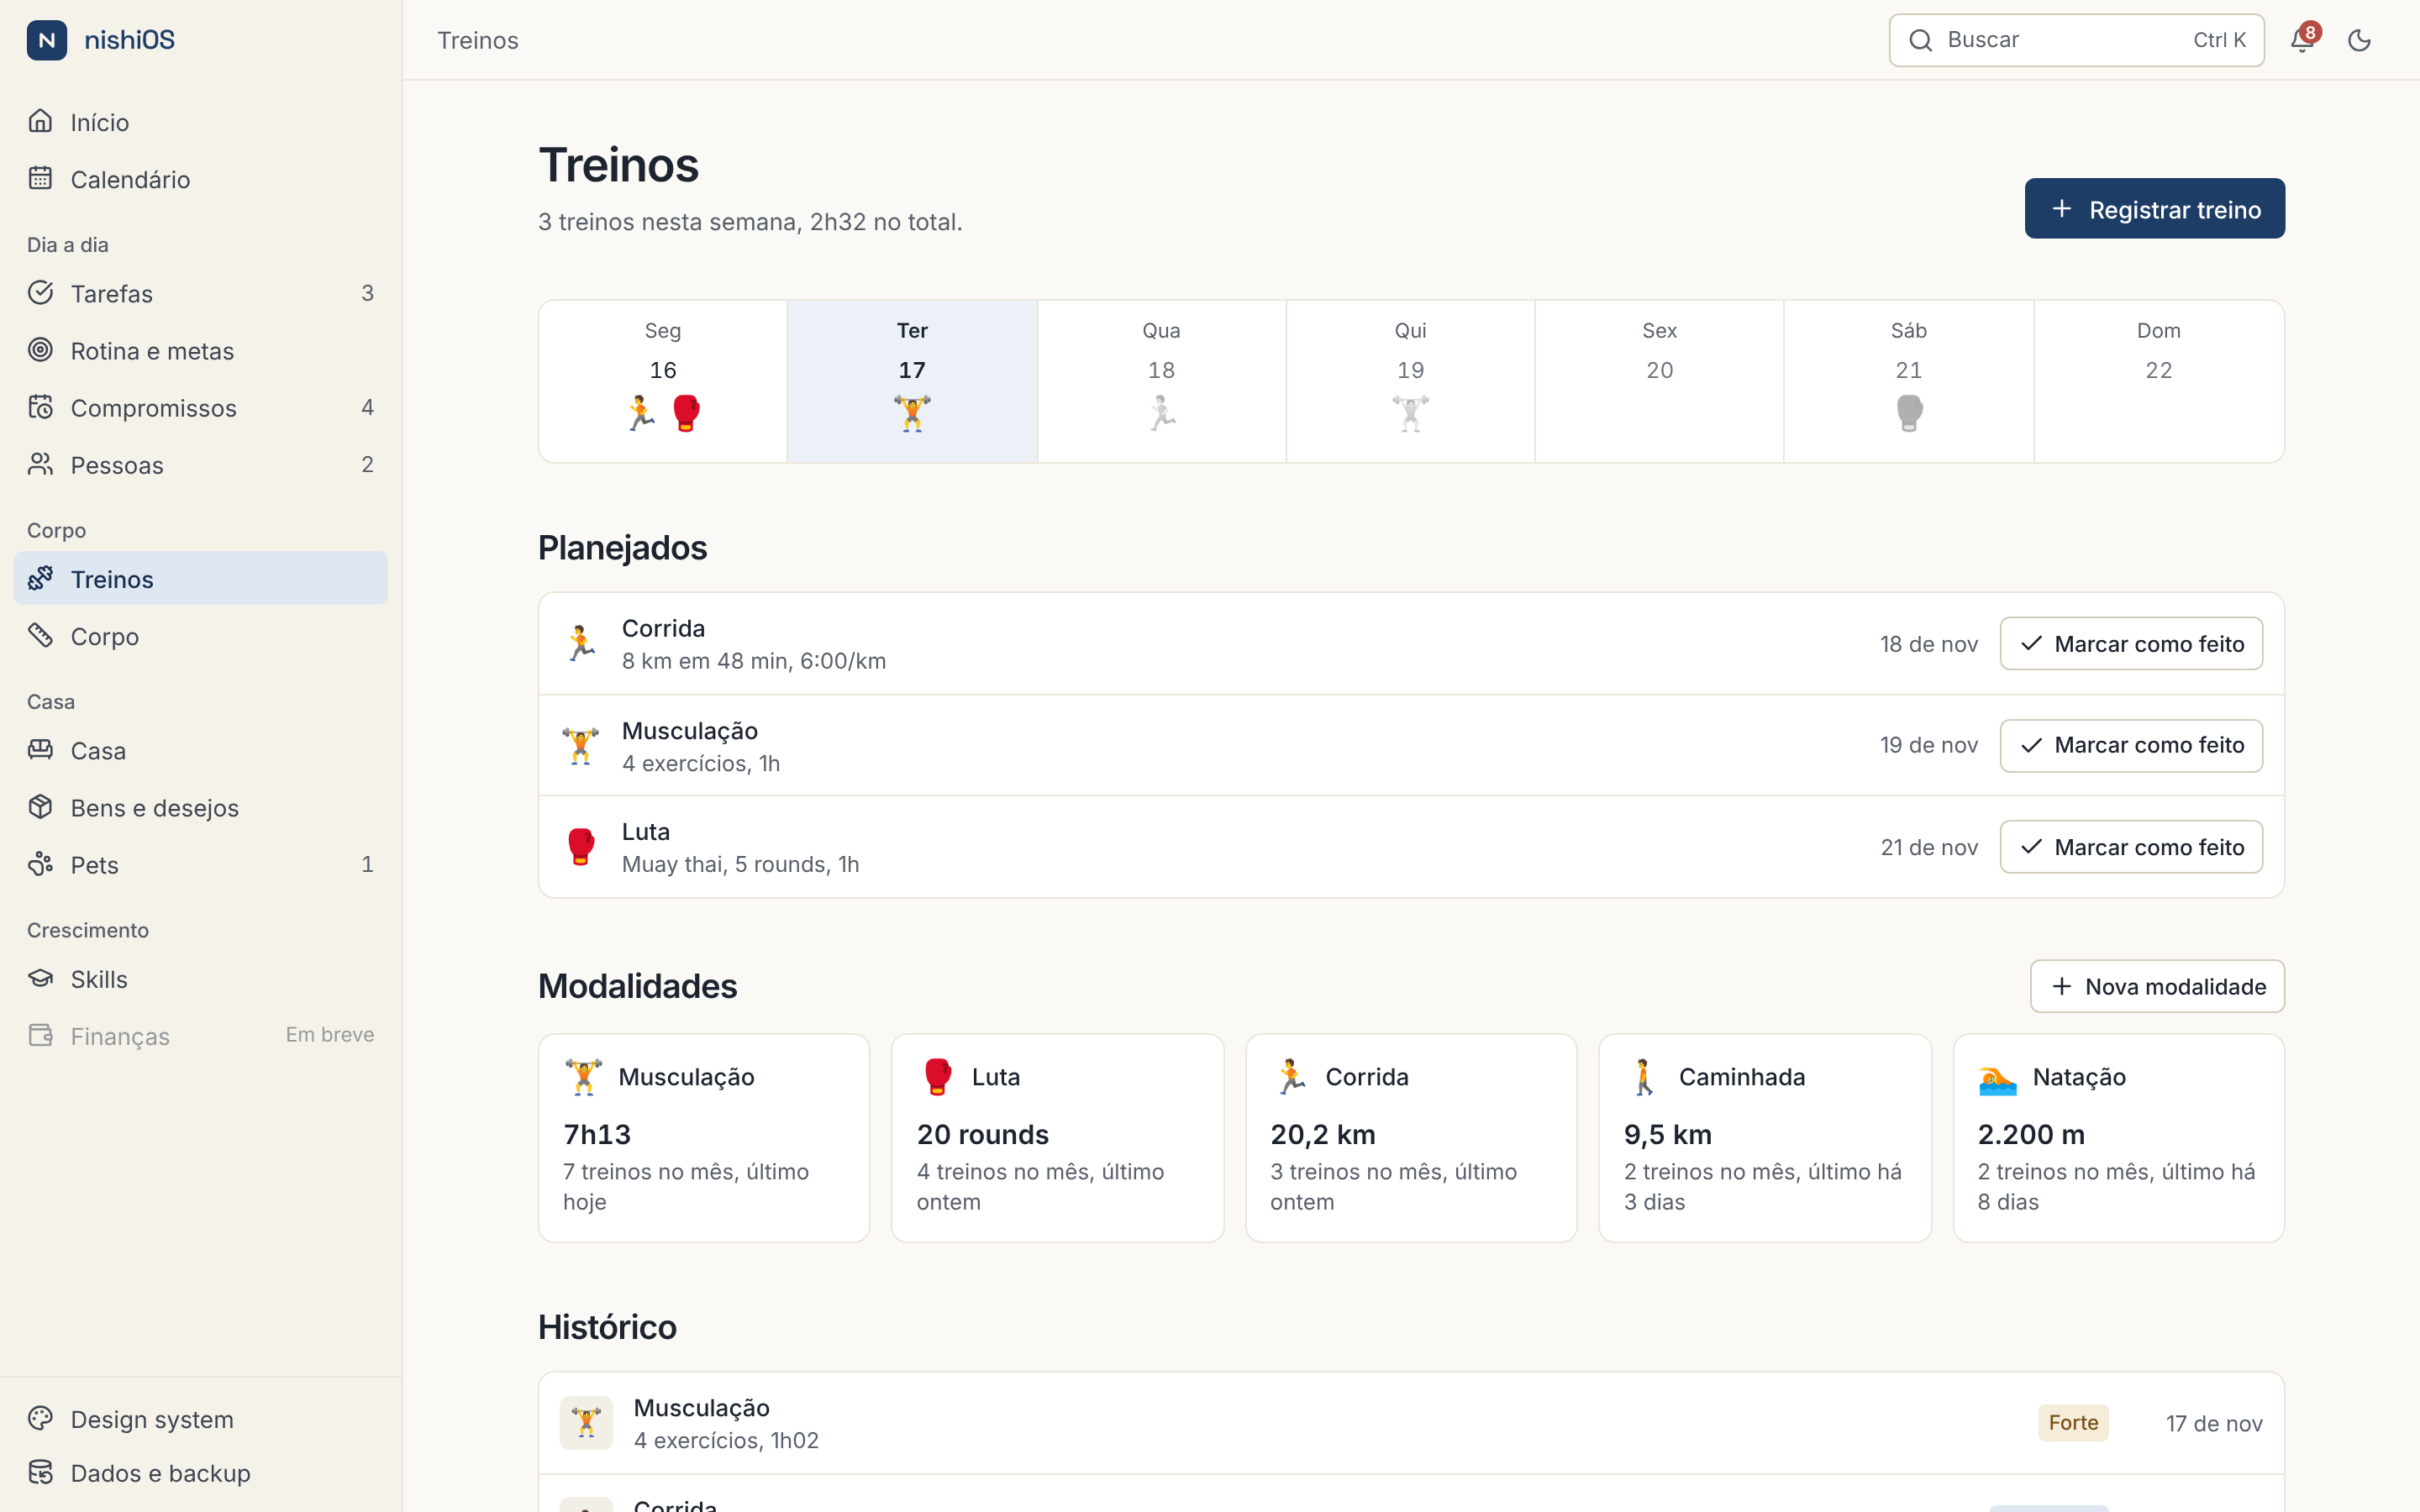 N nishiOS
Início
Calendário
Dia a dia
Tarefas 3
Rotina e metas
Compromissos 4
Pessoas 2
Corpo
Treinos
Corpo
Casa
Casa
Bens e desejos
Pets 1
Crescimento
Skills
Finanças Em breve
Design system
Dados e backup
Treinos
Buscar Ctrl K
8
Treinos
3 treinos nesta semana, 2h32 no total.
+ Registrar treino
Seg Ter Qua Qui Sex Sáb Dom
16 17 18 19 20 21 22
Planejados
Corrida
8 km em 48 min, 6:00/km
18 de nov Marcar como feito
Musculação
4 exercícios, 1h
19 de nov Marcar como feito
Luta
Muay thai, 5 rounds, 1h
21 de nov Marcar como feito
Modalidades
+ Nova modalidade
Musculação
7h13
7 treinos no mês, último
hoje
Luta
20 rounds
4 treinos no mês, último
ontem
Corrida
20,2 km
3 treinos no mês, último
ontem
Caminhada
9,5 km
2 treinos no mês, último há
3 dias
Natação
2.200 m
2 treinos no mês, último há
8 dias
Histórico
Musculação
4 exercícios, 1h02
Forte 17 de nov
Corrida